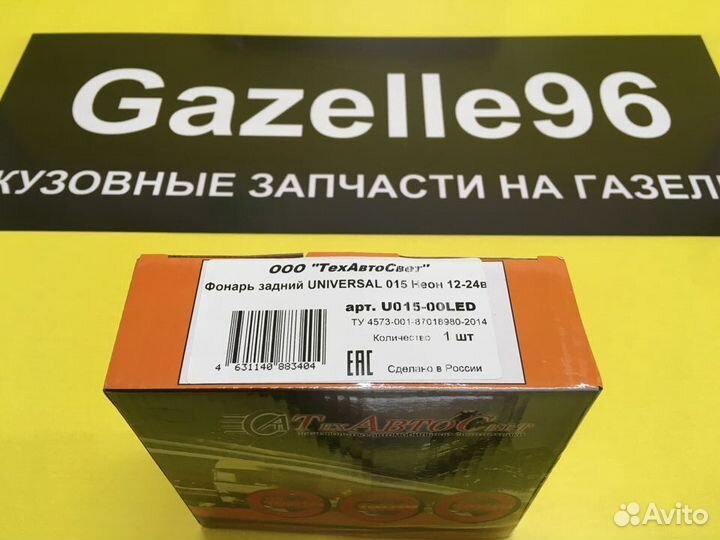 Gazelle96
КУЗОВНЫЕ ЗАПЧАСТИ НА ГАЗЕЛЬ
ООО "ТехАвтоСвет"
Фонарь задний UNIVERSAL 015 Неон 12-24в
арт. U015-00LED
ТУ 4573-001-87018980-2014
Количество 1 шт
4 631140 883404
EAC
Сделано в России
ТехАвтоСвет
Avito